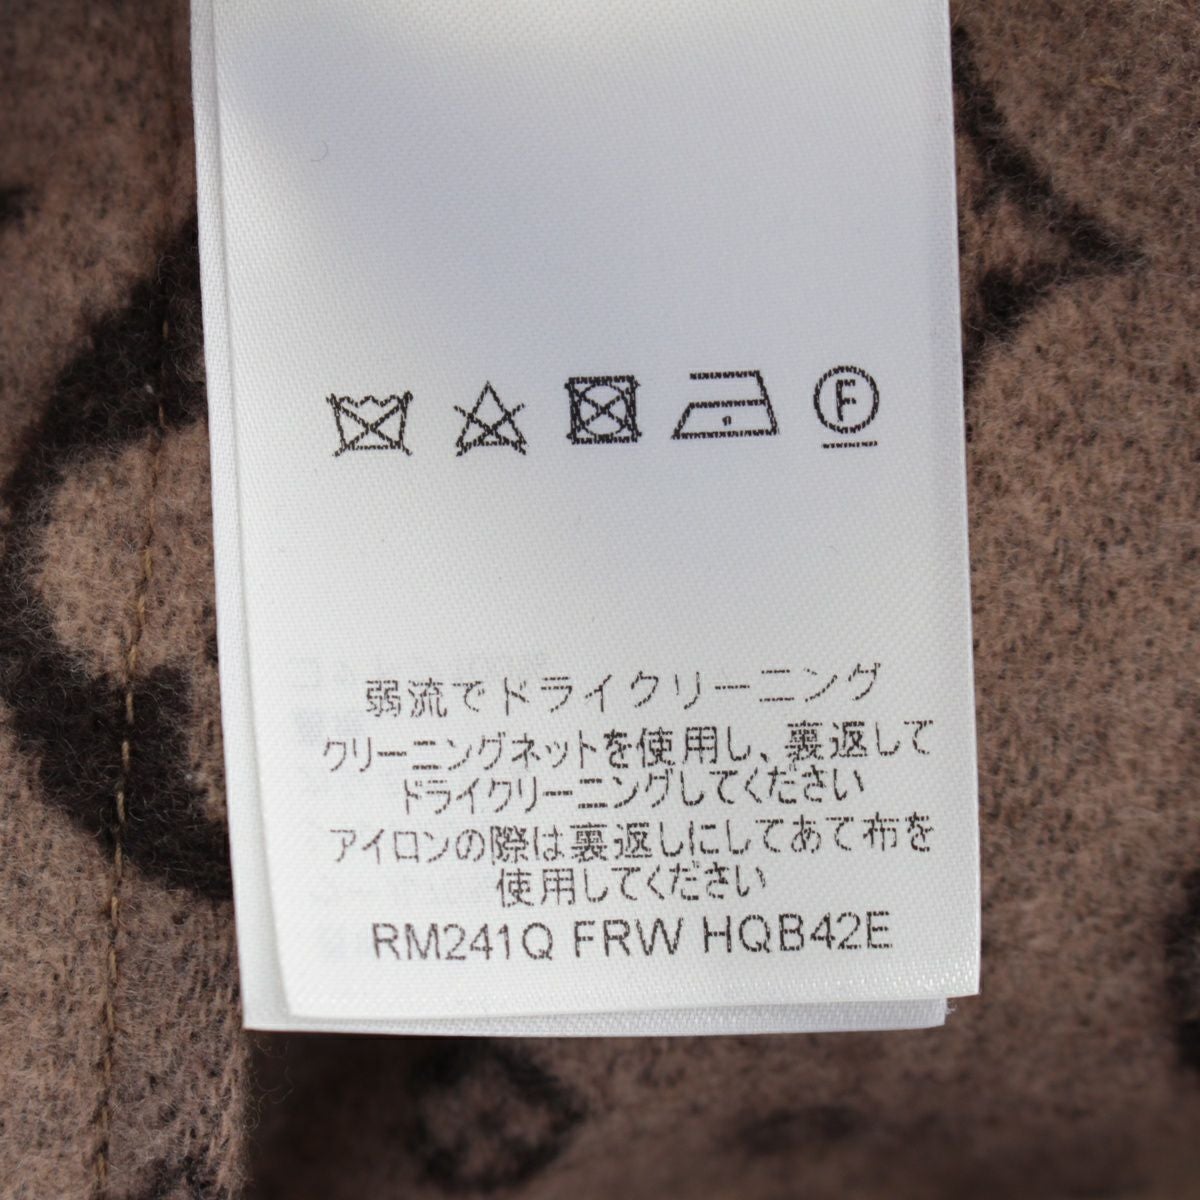 F
弱流でドライクリーニング
クリーニングネットを使用し、裏返して
ドライクリーニングしてください
アイロンの際は裏返しにしてあて布を
使用してください
RM241Q FRW HQB42E